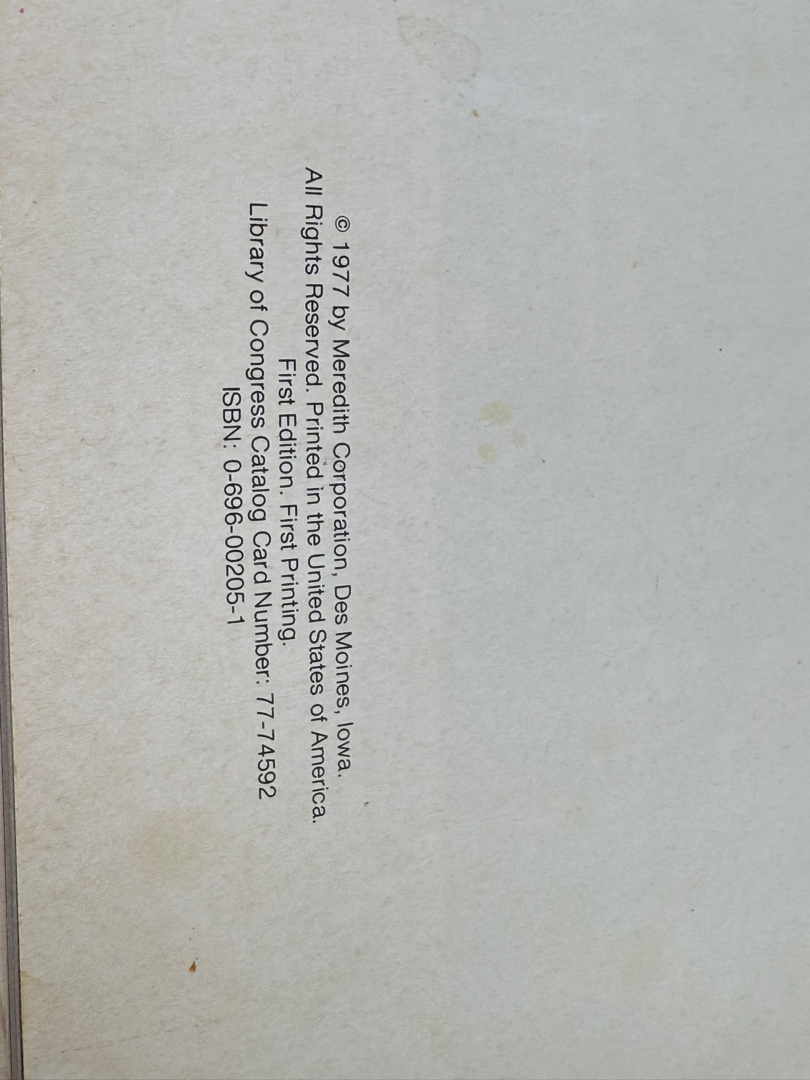 © 1977 by Meredith Corporation, Des Moines, Iowa.
All Rights Reserved. Printed in the United States of America.
First Edition. First Printing.
Library of Congress Catalog Card Number: 77-74592
ISBN: 0-696-00205-1